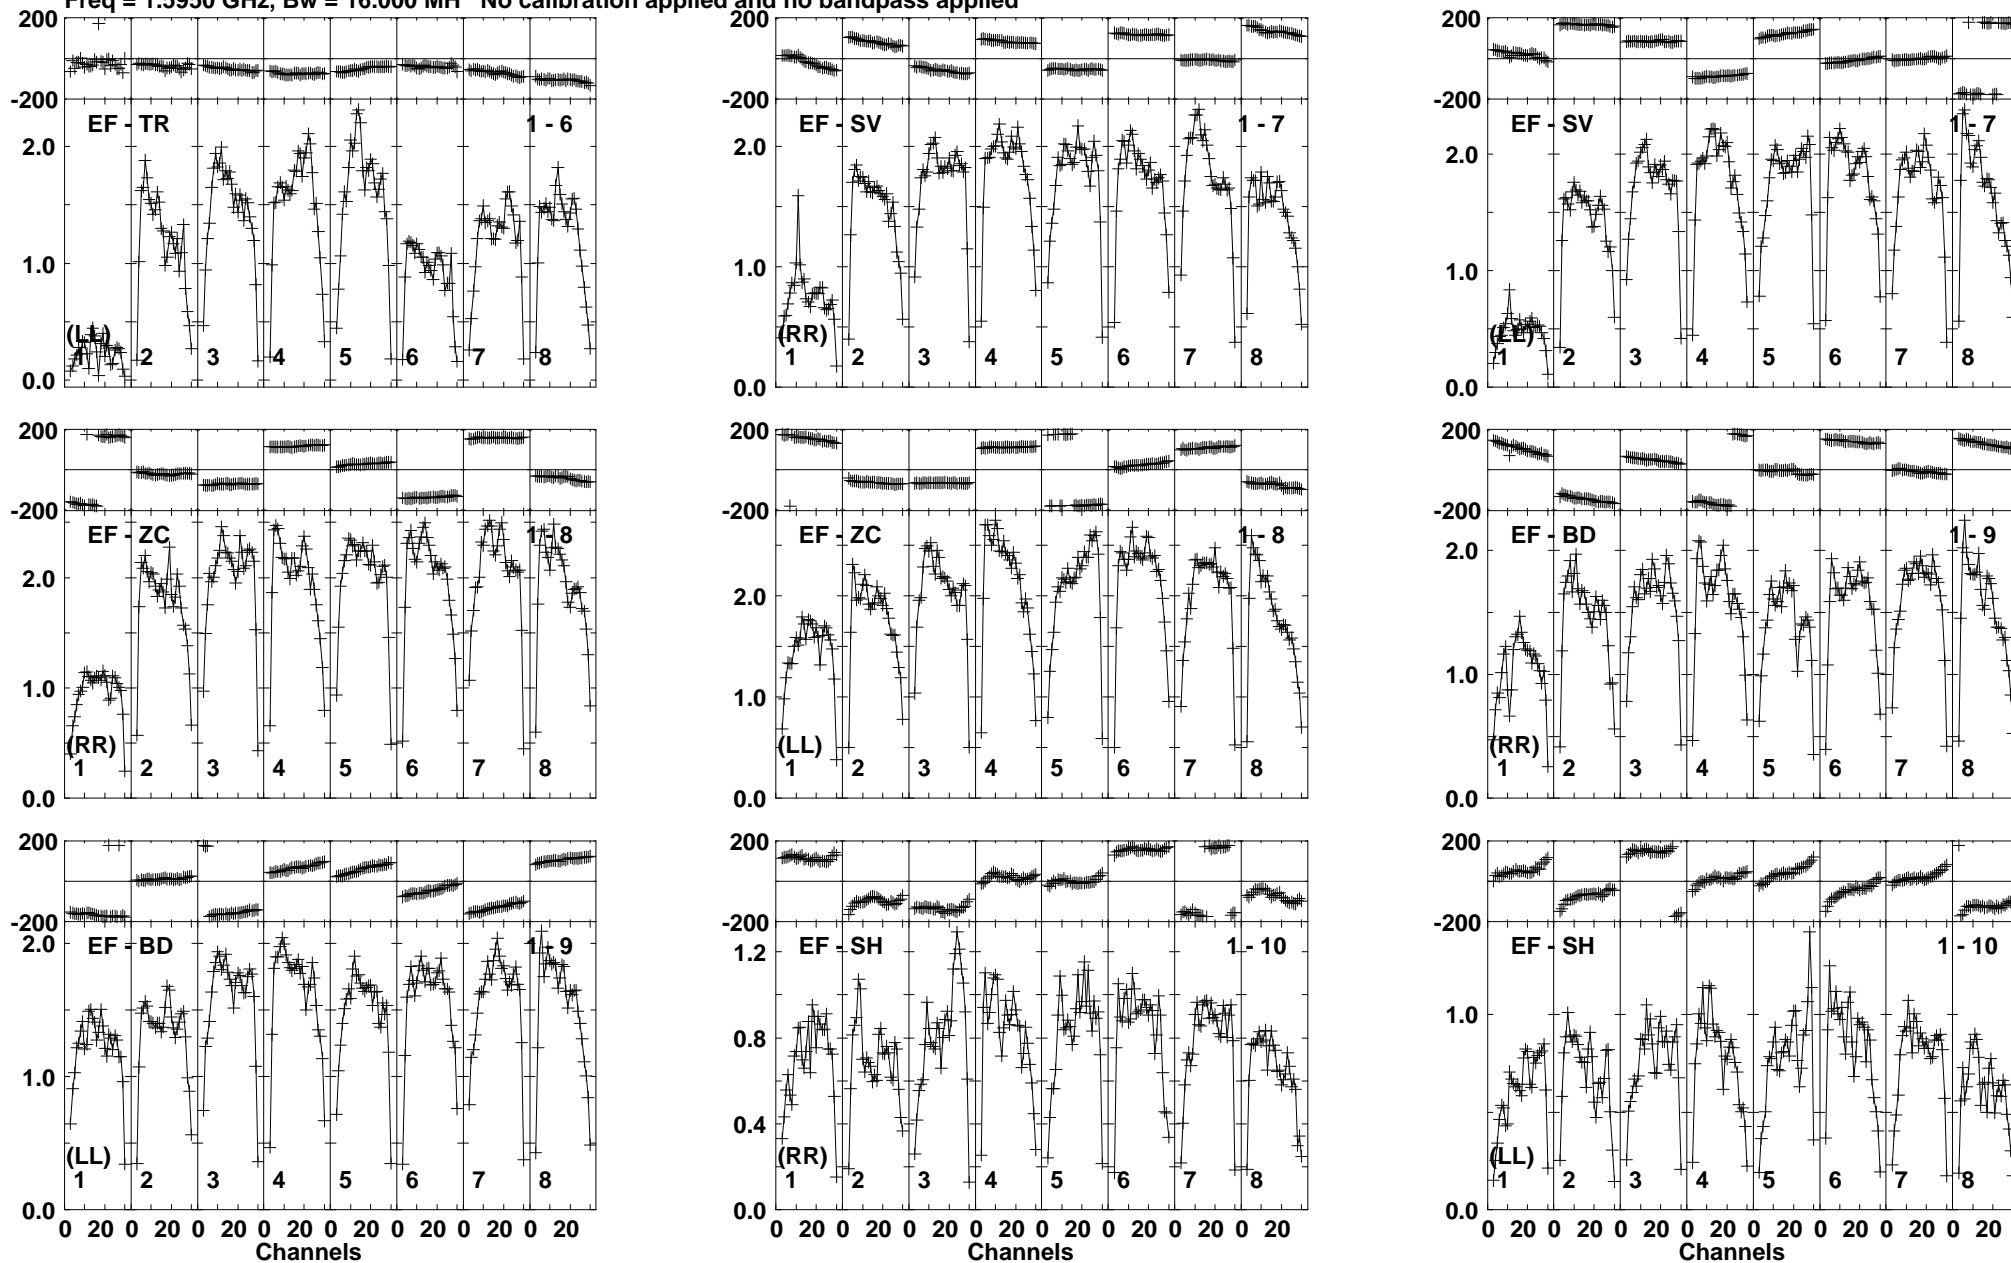 Freq = 1.5950 GHz, Bw = 16.000 MH No calibration applied and no bandpass applied
200 200 200
-200 -200 -200
EF - TR 1 - 6 EF - SV 1 - 7 EF - SV 1 - 7
2.0 2.0 2.0
1.0 1.0 1.0
(LL) (RR) (LL)
1 2 3 4 5 6 7 8 1 2 3 4 5 6 7 8 1 2 3 4 5 6 7 8
0.0 0.0 0.0
200 200 200
-200 -200 -200
EF - ZC 1 - 8 EF - ZC 1 - 8 EF - BD 1 - 9
2.0 2.0 2.0
1.0 1.0 1.0
(RR) (LL) (RR)
1 2 3 4 5 6 7 8 1 2 3 4 5 6 7 8 1 2 3 4 5 6 7 8
0.0 0.0 0.0
200 200 200
-200 -200 -200
EF - BD 1 - 9 EF - SH 1 - 10 EF - SH 1 - 10
2.0 1.2
1.0 0.8 1.0
0.4
(LL) (RR) (LL)
1 2 3 4 5 6 7 8 1 2 3 4 5 6 7 8 1 2 3 4 5 6 7 8
0.0 0.0 0.0
0 20 0 20 0 20 0 20 0 20 0 20 0 20 0 20 0 20 0 20 0 20 0 20 0 20 0 20 0 20 0 20 0 20 0 20 0 20 0 20 0 20 0 20 0 20 0 20
Channels Channels Channels